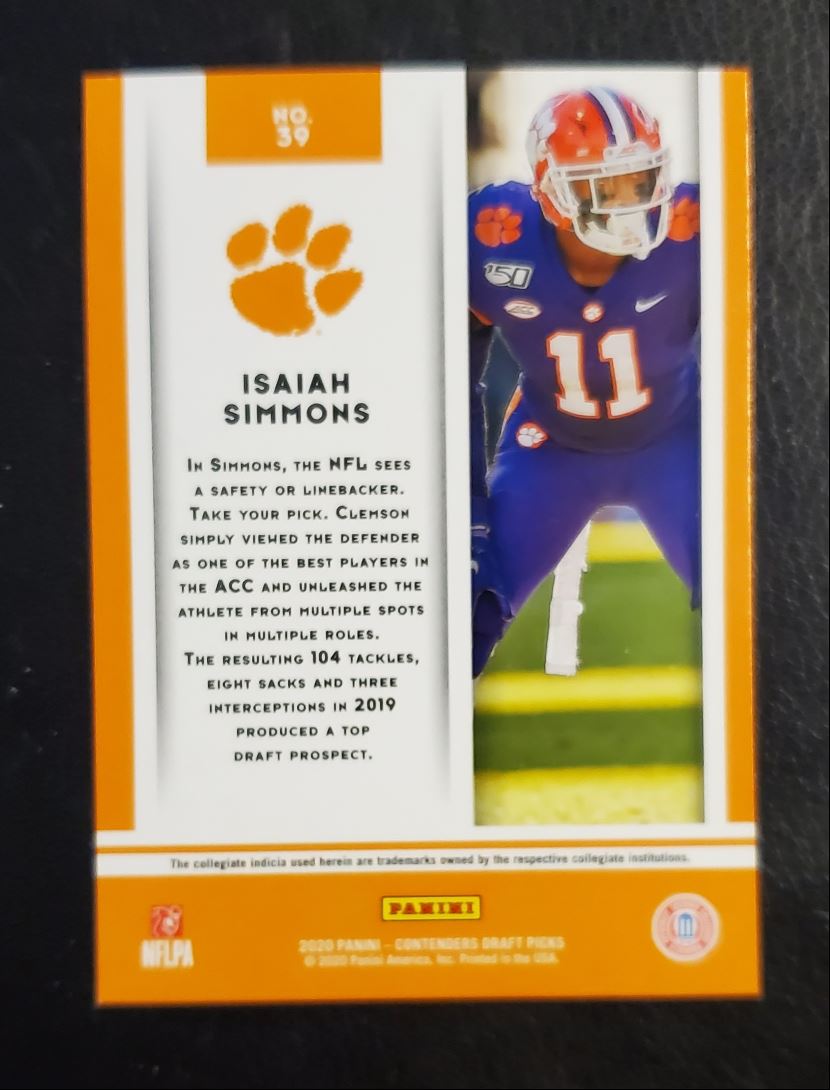 NO.
39
150
ACC
11
ISAIAH
SIMMONS
IN SIMMONS, THE NFL SEES
A SAFETY OR LINEBACKER.
TAKE YOUR PICK. CLEMSON
SIMPLY VIEWED THE DEFENDER
AS ONE OF THE BEST PLAYERS IN
THE ACC AND UNLEASHED THE
ATHLETE FROM MULTIPLE SPOTS
IN MULTIPLE ROLES.
THE RESULTING 104 TACKLES,
EIGHT SACKS AND THREE
INTERCEPTIONS IN 2019
PRODUCED A TOP
DRAFT PROSPECT.
The collegiate indicia used herein are trademarks owned by the respective collegiate institutions.
NFLPA
PANINI
2020 PANINI - CONTENDERS DRAFT PICKS
© 2020 Panini America, Inc. Printed in the USA.